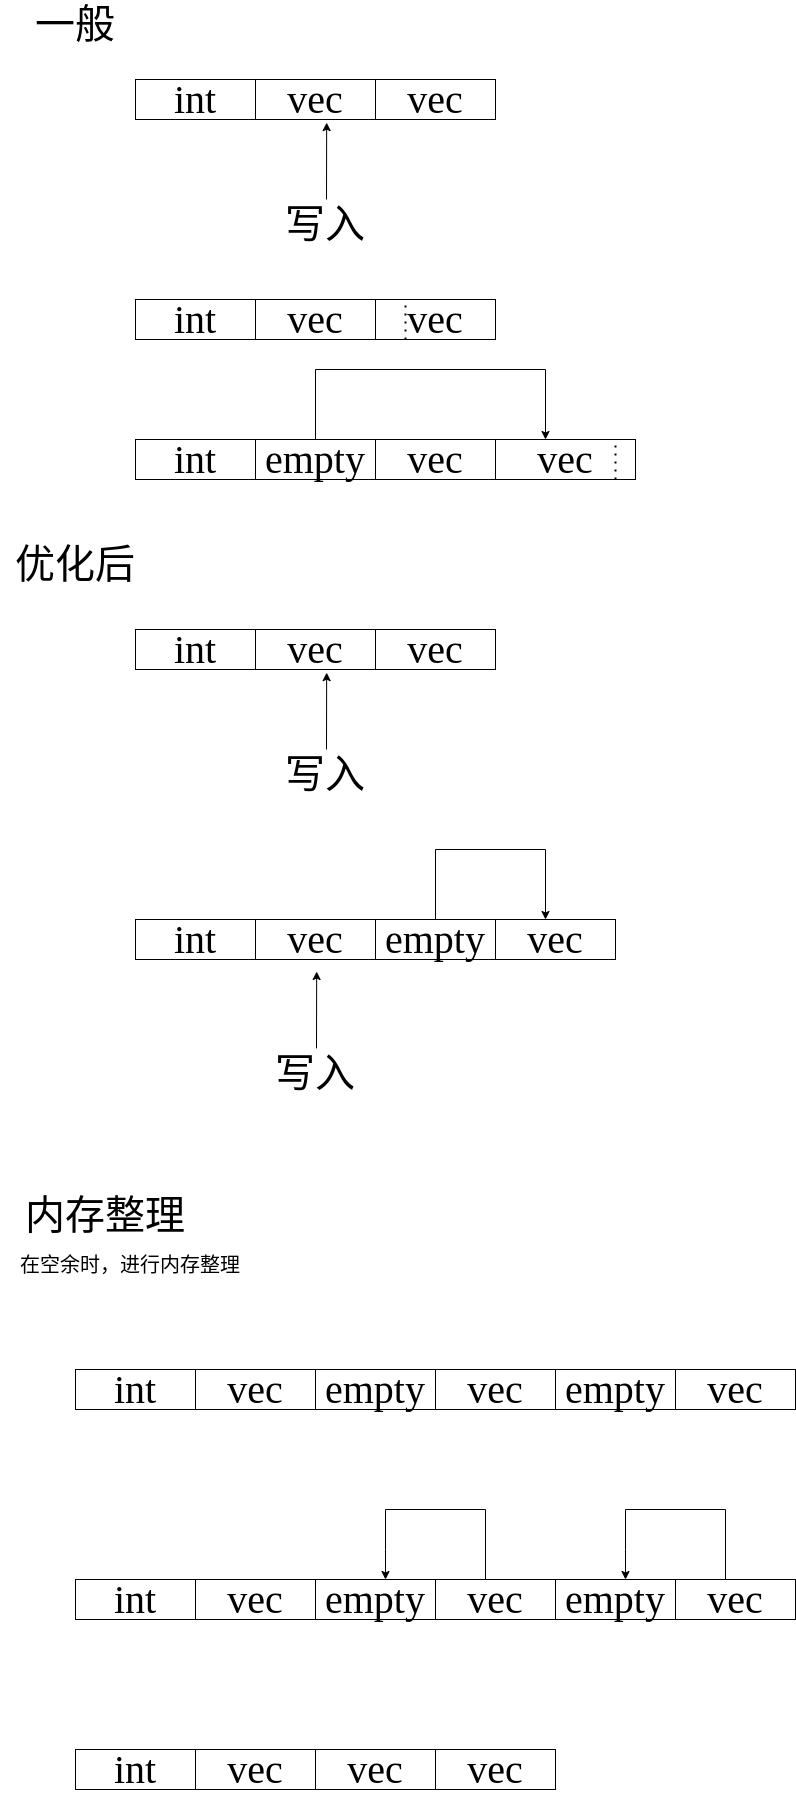 一般
int vec vec
写入
int vec vec
int empty vec vec
优化后
int vec vec
写入
int vec empty vec
写入
内存整理
在空余时，进行内存整理
int vec empty vec empty vec
int vec empty vec empty vec
int vec vec vec